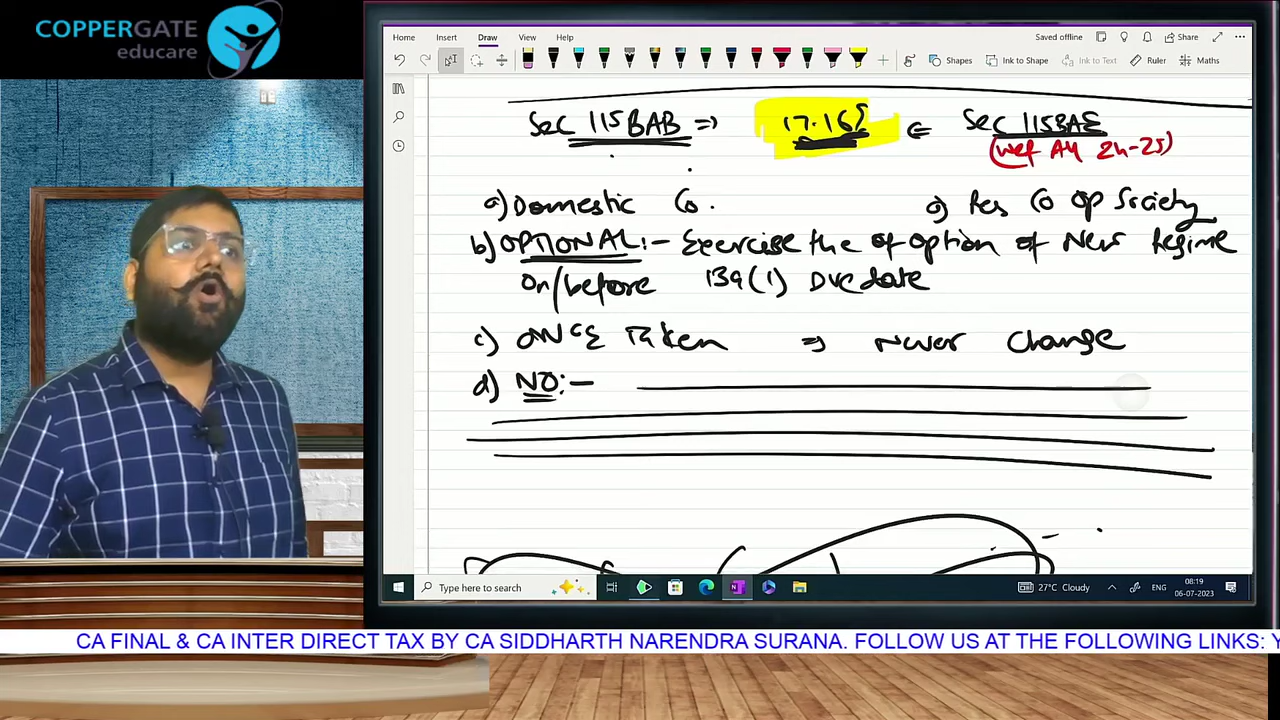 COPPERGATE
educare
Home Insert Draw View Help
Saved offline
Share
Shapes
Ink to Shape
Ink to Text
Ruler
Maths
Sec 115BAB ⇒ 17.16% ⇐ Sec 115BAE
(wef AY 24-25)
a) Domestic Co. a) Res Co Op Society
b) OPTIONAL:- Exercise the of option of New Regime
on/before 139(1) Due date
c) ONCE Taken ⇒ Never change
d) NO:-
Type here to search
27°C Cloudy
ENG
08:19
06-07-2023
CA FINAL & CA INTER DIRECT TAX BY CA SIDDHARTH NARENDRA SURANA. FOLLOW US AT THE FOLLOWING LINKS: Y